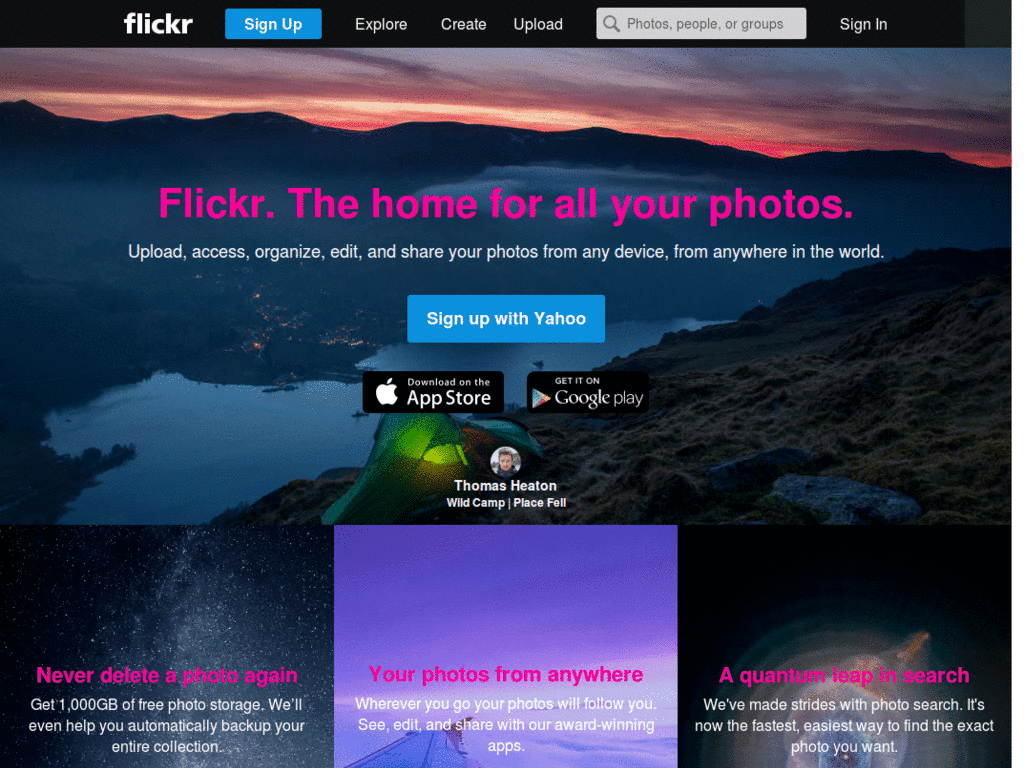 flickr
Sign Up
Explore
Create
Upload
Photos, people, or groups
Sign In
Flickr. The home for all your photos.
Upload, access, organize, edit, and share your photos from any device, from anywhere in the world.
Sign up with Yahoo
Download on the
App Store
GET IT ON
Google play
Thomas Heaton
Wild Camp | Place Fell
Never delete a photo again
Get 1,000GB of free photo storage. We'll
even help you automatically backup your
entire collection.
Your photos from anywhere
Wherever you go your photos will follow you.
See, edit, and share with our award-winning
apps.
A quantum leap in search
We've made strides with photo search. It's
now the fastest, easiest way to find the exact
photo you want.